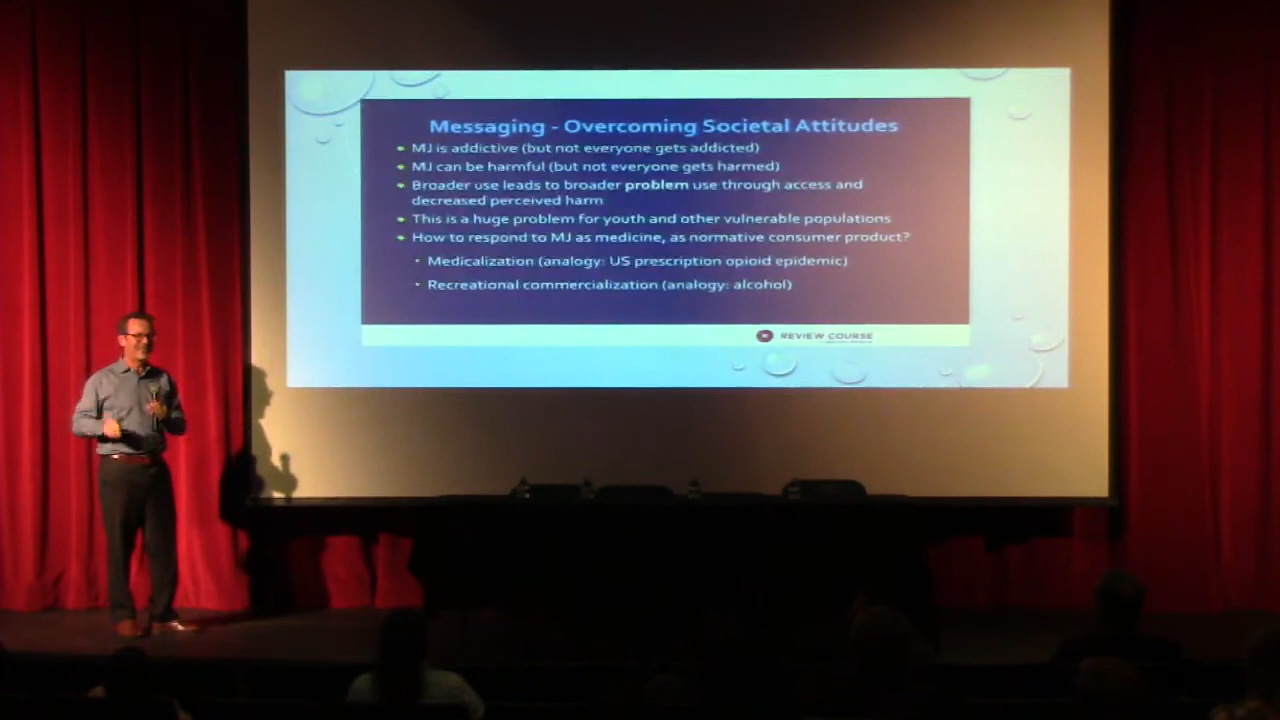 Messaging - Overcoming Societal Attitudes
MJ is addictive (but not everyone gets addicted)
MJ can be harmful (but not everyone gets harmed)
Broader use leads to broader problem use through access and
decreased perceived harm
This is a huge problem for youth and other vulnerable populations
How to respond to MJ as medicine, as normative consumer product?
Medicalization (analogy: US prescription opioid epidemic)
Recreational commercialization (analogy: alcohol)
REVIEW COURSE